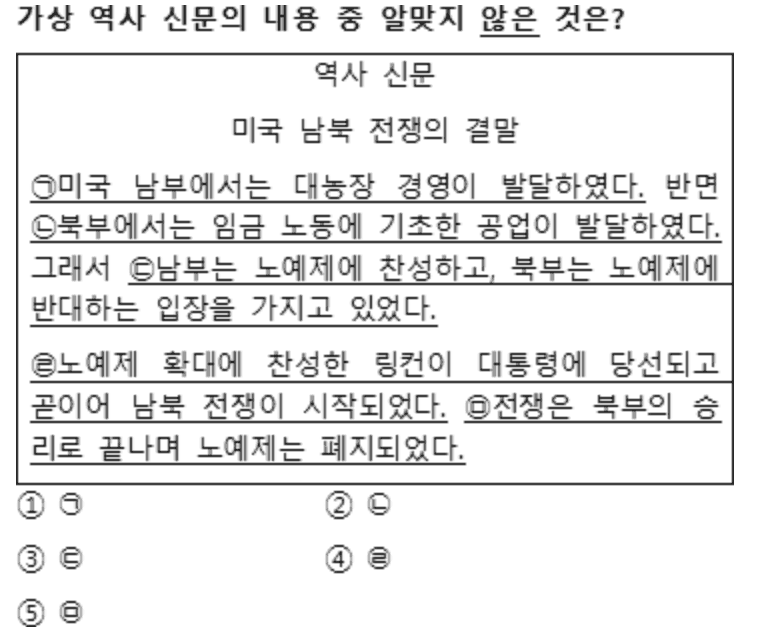 가상 역사 신문의 내용 중 알맞지 않은 것은?
역사 신문
미국 남북 전쟁의 결말
㉠미국 남부에서는 대농장 경영이 발달하였다. 반면
㉡북부에서는 임금 노동에 기초한 공업이 발달하였다.
그래서 ㉢남부는 노예제에 찬성하고, 북부는 노예제에
반대하는 입장을 가지고 있었다.
㉣노예제 확대에 찬성한 링컨이 대통령에 당선되고
곧이어 남북 전쟁이 시작되었다. ㉤전쟁은 북부의 승
리로 끝나며 노예제는 폐지되었다.
① ㉠ ② ㉡
③ ㉢ ④ ㉣
⑤ ㉤